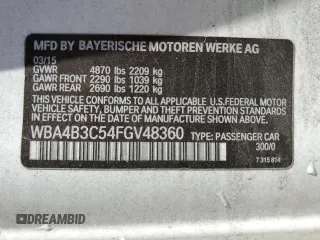 MFD BY BAYERISCHE MOTOREN WERKE AG
03/15
GVWR 4870 lbs 2209 kg
GAWR FRONT 2290 lbs 1039 kg
GAWR REAR 2690 lbs 1220 kg
THIS VEHICLE CONFORMS TO ALL APPLICABLE
FEDERAL MOTOR VEHICLE SAFETY, BUMPER,
AND THEFT PREVENTION STANDARDS IN EFFECT
ON THE DATE OF MANUFACTURE SHOWN ABOVE.
WBA4B3C54FGV48360 TYPE: PASSENGER CAR
300/0
7 315 814
DREAMBID